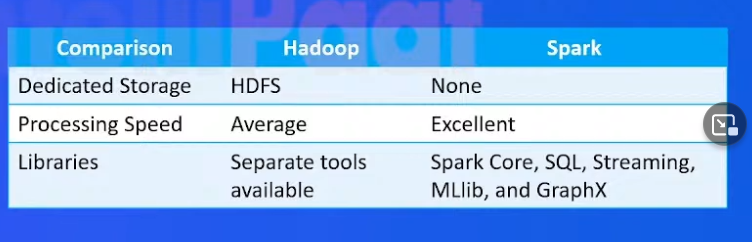 intelliPaat
Comparison Hadoop Spark
Dedicated Storage HDFS None
Processing Speed Average Excellent
Libraries Separate tools Spark Core, SQL, Streaming,
available MLlib, and GraphX